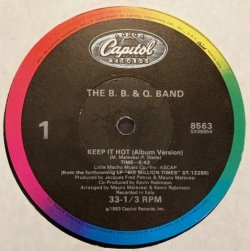 Capitol
RECORDS
THE B. B. & Q. BAND
1
8563
KEEP IT HOT (Album Version)
(M. Malavasi P. Slade)
TIME—5:42
Little Macho Music Co., Inc. - ASCAP
(from the forthcoming LP "SIX MILLION TIMES" ST-12285)
Produced by Jacques Fred Petrus & Mauro Malavasi
Co-Produced by Kevin Robinson
Arranged by Mauro Malavasi & Kevin Robinson
Recorded in Italy
33-1/3 RPM
1983 Capitol Records, Inc.